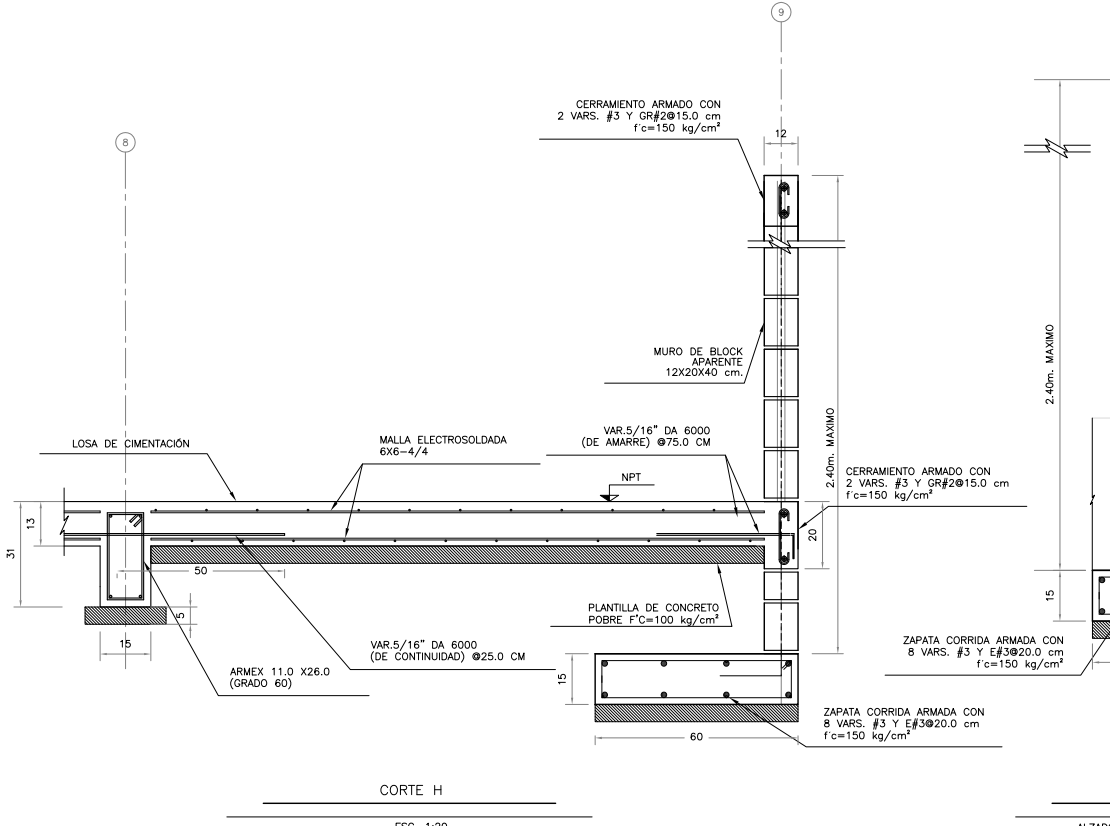 9
CERRAMIENTO ARMADO CON
2 VARS. #3 Y GR#2@15.0 cm
f'c=150 kg/cm²
12
8
MURO DE BLOCK
APARENTE
12X20X40 cm.
2.40m. MAXIMO
2.40m. MAXIMO
LOSA DE CIMENTACIÓN
MALLA ELECTROSOLDADA
6X6-4/4
VAR.5/16" DA 6000
(DE AMARRE) @75.0 CM
NPT
CERRAMIENTO ARMADO CON
2 VARS. #3 Y GR#2@15.0 cm
f'c=150 kg/cm²
13
31
20
50
5
15
PLANTILLA DE CONCRETO
POBRE F'C=100 kg/cm²
VAR.5/16" DA 6000
(DE CONTINUIDAD) @25.0 CM
ARMEX 11.0 X26.0
(GRADO 60)
15
15
ZAPATA CORRIDA ARMADA CON
8 VARS. #3 Y E#3@20.0 cm
f'c=150 kg/cm²
ZAPATA CORRIDA ARMADA CON
8 VARS. #3 Y E#3@20.0 cm
f'c=150 kg/cm²
60
CORTE H